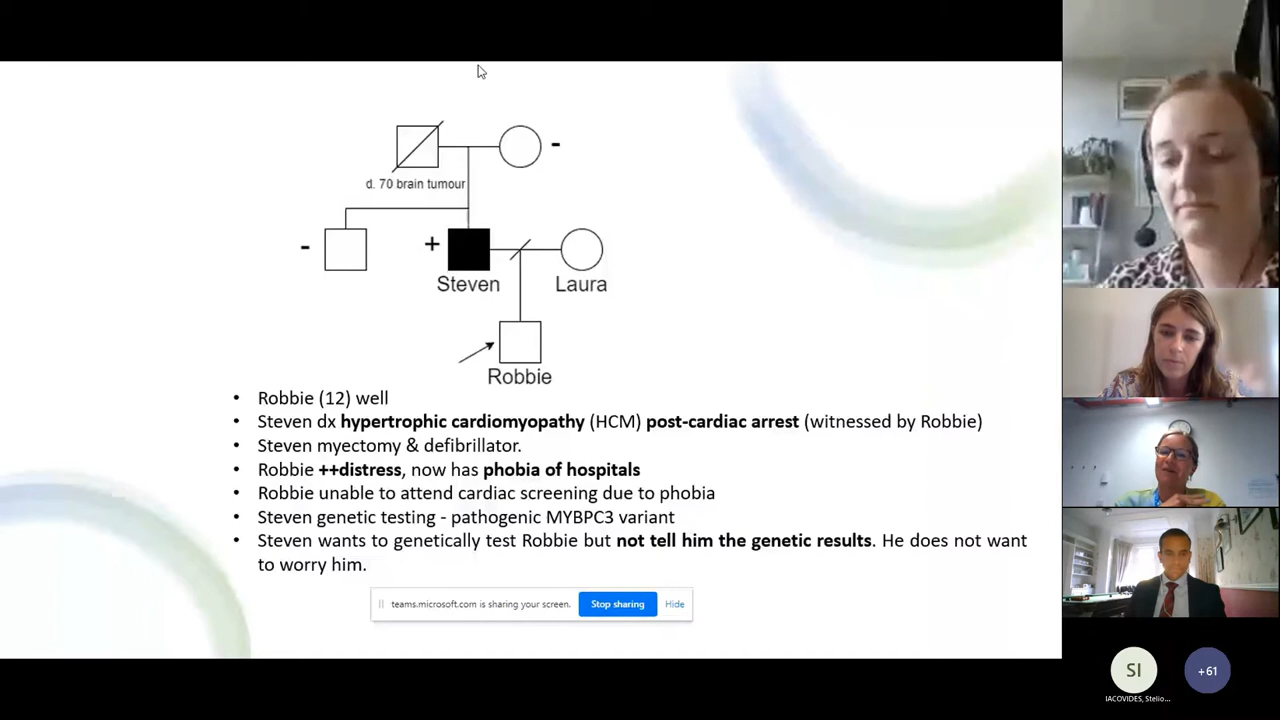 -
d. 70 brain tumour
- +
Steven Laura
Robbie
• Robbie (12) well
• Steven dx hypertrophic cardiomyopathy (HCM) post-cardiac arrest (witnessed by Robbie)
• Steven myectomy & defibrillator.
• Robbie ++distress, now has phobia of hospitals
• Robbie unable to attend cardiac screening due to phobia
• Steven genetic testing - pathogenic MYBPC3 variant
• Steven wants to genetically test Robbie but not tell him the genetic results. He does not want
to worry him.
teams.microsoft.com is sharing your screen. Stop sharing Hide
SI +61
IACOVIDES, Stelio...